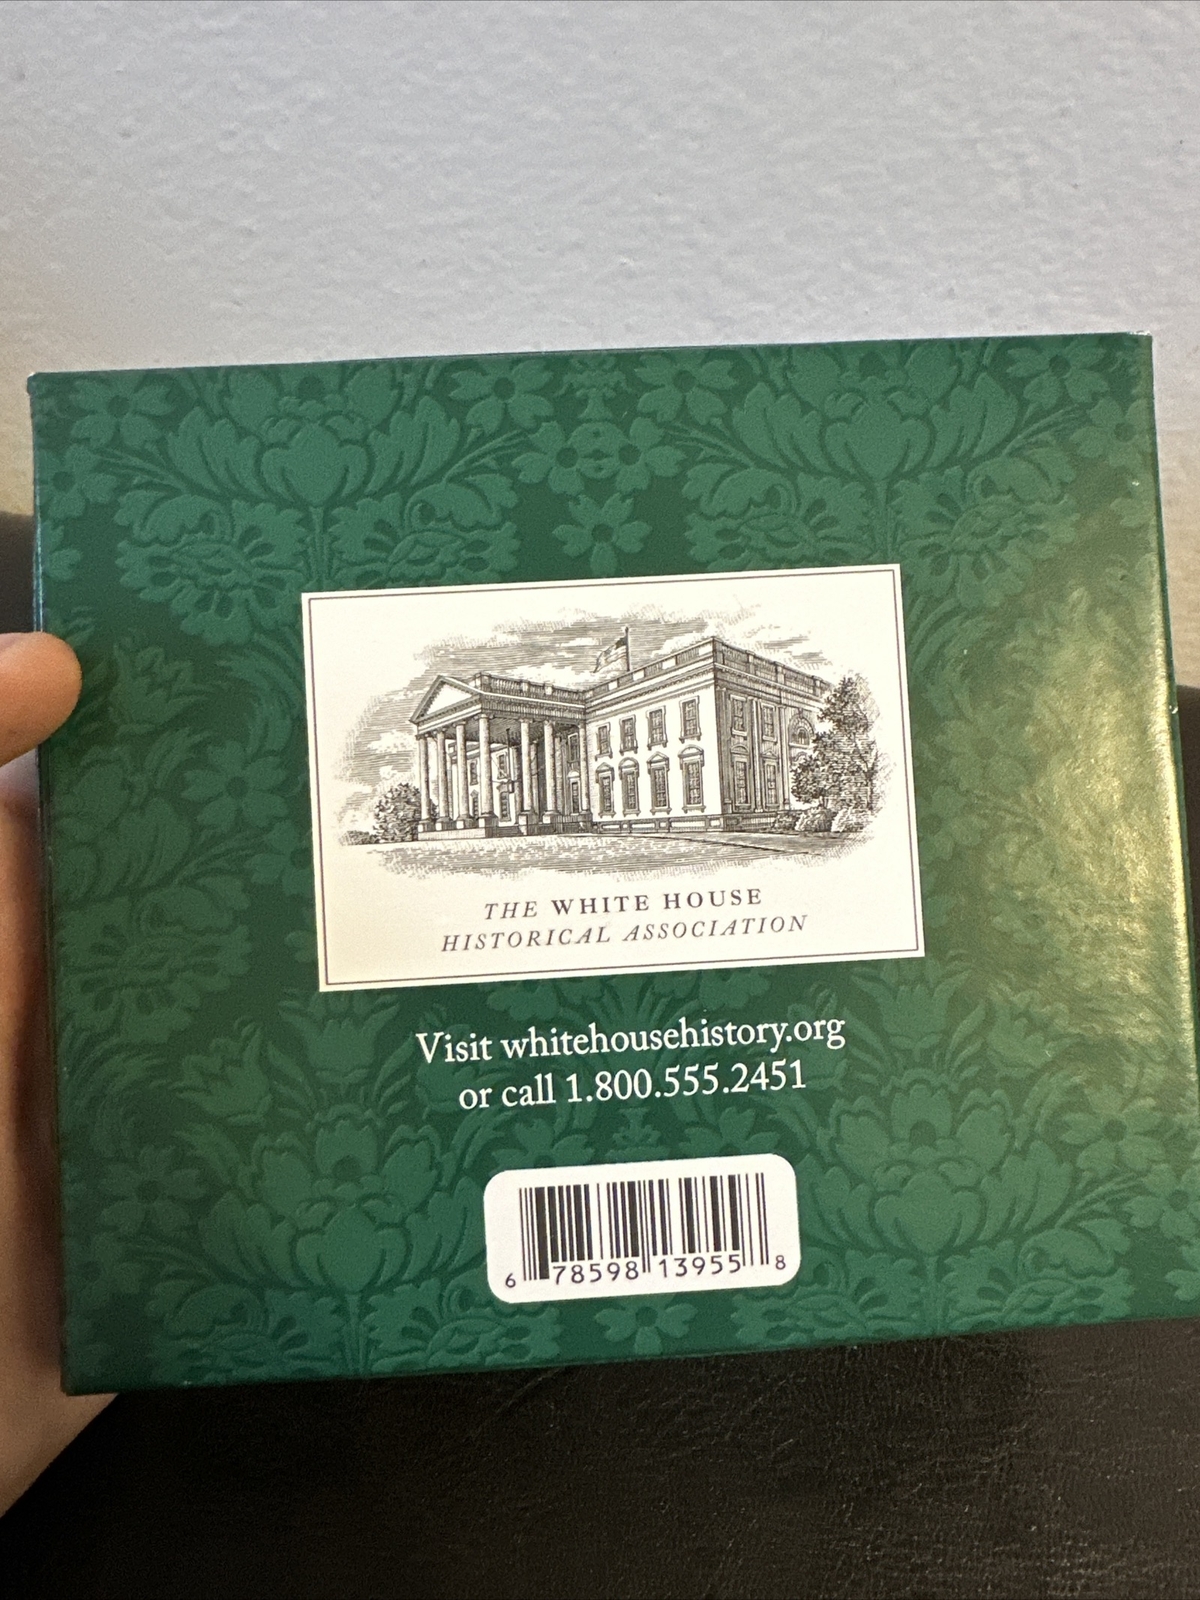 THE WHITE HOUSE
HISTORICAL ASSOCIATION
Visit whitehousehistory.org
or call 1.800.555.2451
6 78598 13955 8